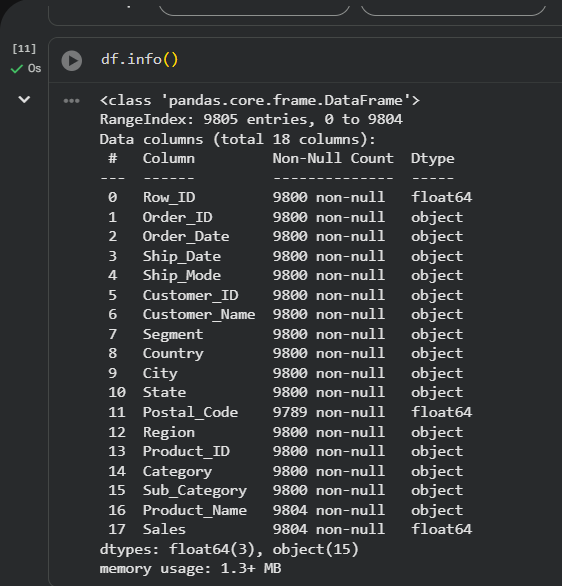 [11]
0s
df.info()
<class 'pandas.core.frame.DataFrame'>
RangeIndex: 9805 entries, 0 to 9804
Data columns (total 18 columns):
 #   Column         Non-Null Count  Dtype
---  ------         --------------  -----
 0   Row_ID         9800 non-null   float64
 1   Order_ID       9800 non-null   object
 2   Order_Date     9800 non-null   object
 3   Ship_Date      9800 non-null   object
 4   Ship_Mode      9800 non-null   object
 5   Customer_ID    9800 non-null   object
 6   Customer_Name  9800 non-null   object
 7   Segment        9800 non-null   object
 8   Country        9800 non-null   object
 9   City           9800 non-null   object
 10  State          9800 non-null   object
 11  Postal_Code    9789 non-null   float64
 12  Region         9800 non-null   object
 13  Product_ID     9800 non-null   object
 14  Category       9800 non-null   object
 15  Sub_Category   9800 non-null   object
 16  Product_Name   9804 non-null   object
 17  Sales          9804 non-null   float64
dtypes: float64(3), object(15)
memory usage: 1.3+ MB